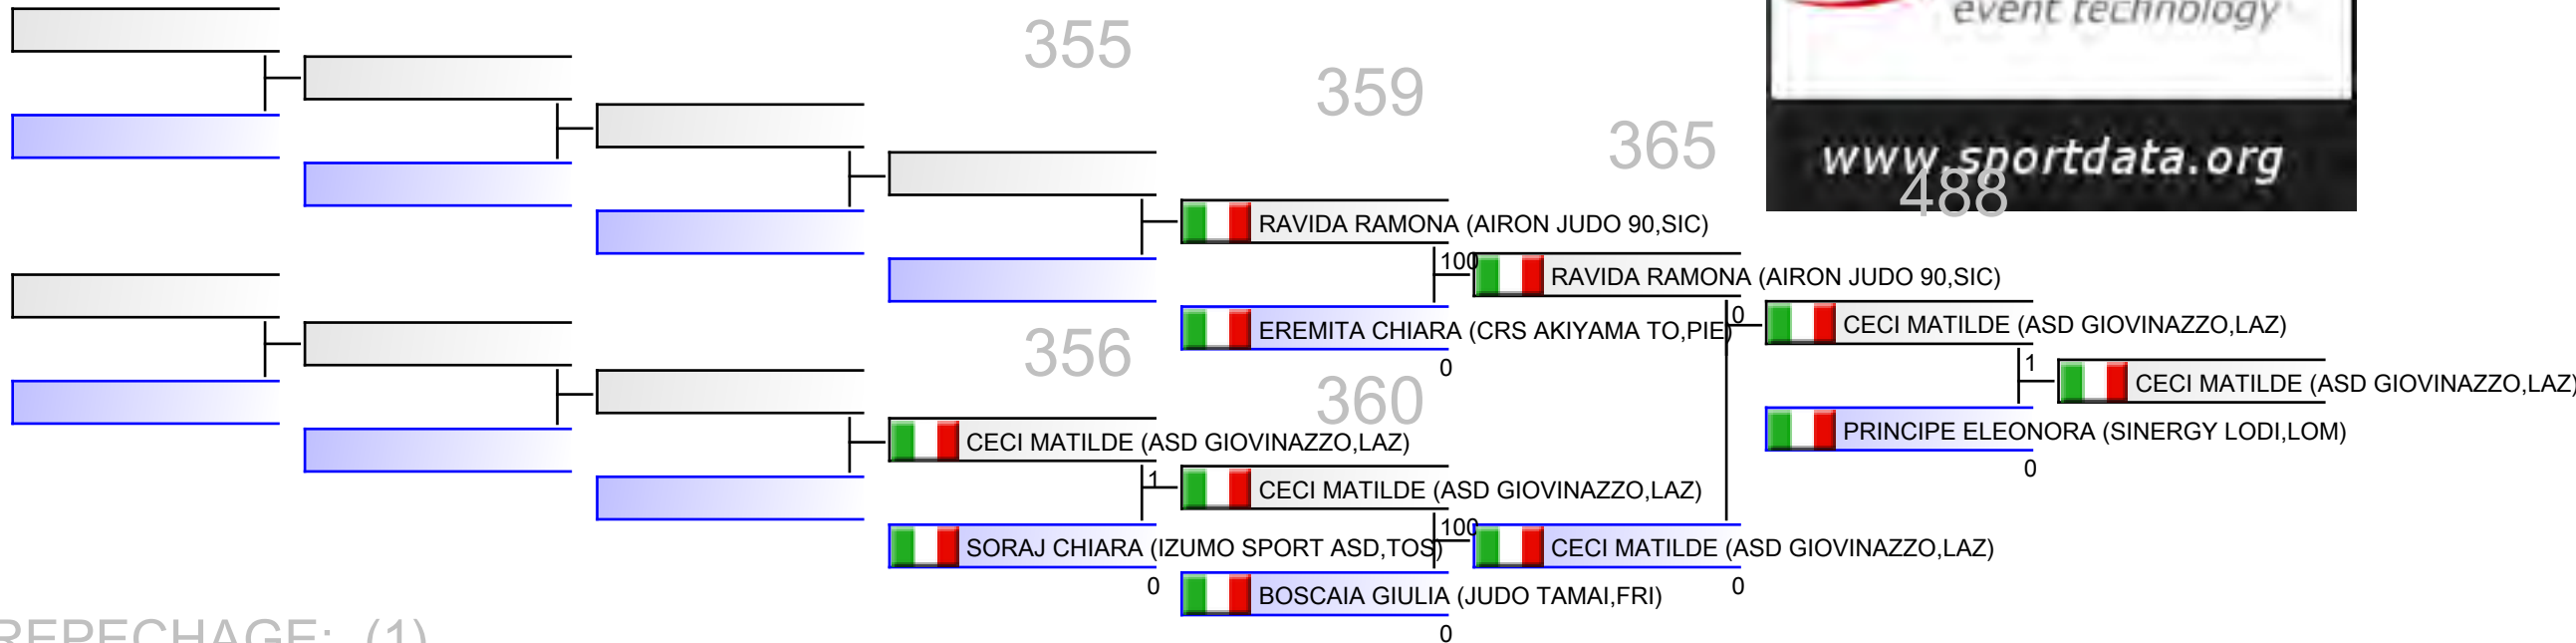 event technology
355
359
365
www.sportdata.org
488
RAVIDA RAMONA (AIRON JUDO 90,SIC)
100
RAVIDA RAMONA (AIRON JUDO 90,SIC)
EREMITA CHIARA (CRS AKIYAMA TO,PIE)
0
0
CECI MATILDE (ASD GIOVINAZZO,LAZ)
356
360
1
CECI MATILDE (ASD GIOVINAZZO,LAZ)
PRINCIPE ELEONORA (SINERGY LODI,LOM)
0
CECI MATILDE (ASD GIOVINAZZO,LAZ)
1
CECI MATILDE (ASD GIOVINAZZO,LAZ)
100
SORAJ CHIARA (IZUMO SPORT ASD,TOS)
0
CECI MATILDE (ASD GIOVINAZZO,LAZ)
0
BOSCAIA GIULIA (JUDO TAMAI,FRI)
0
REPECHAGE: (1)